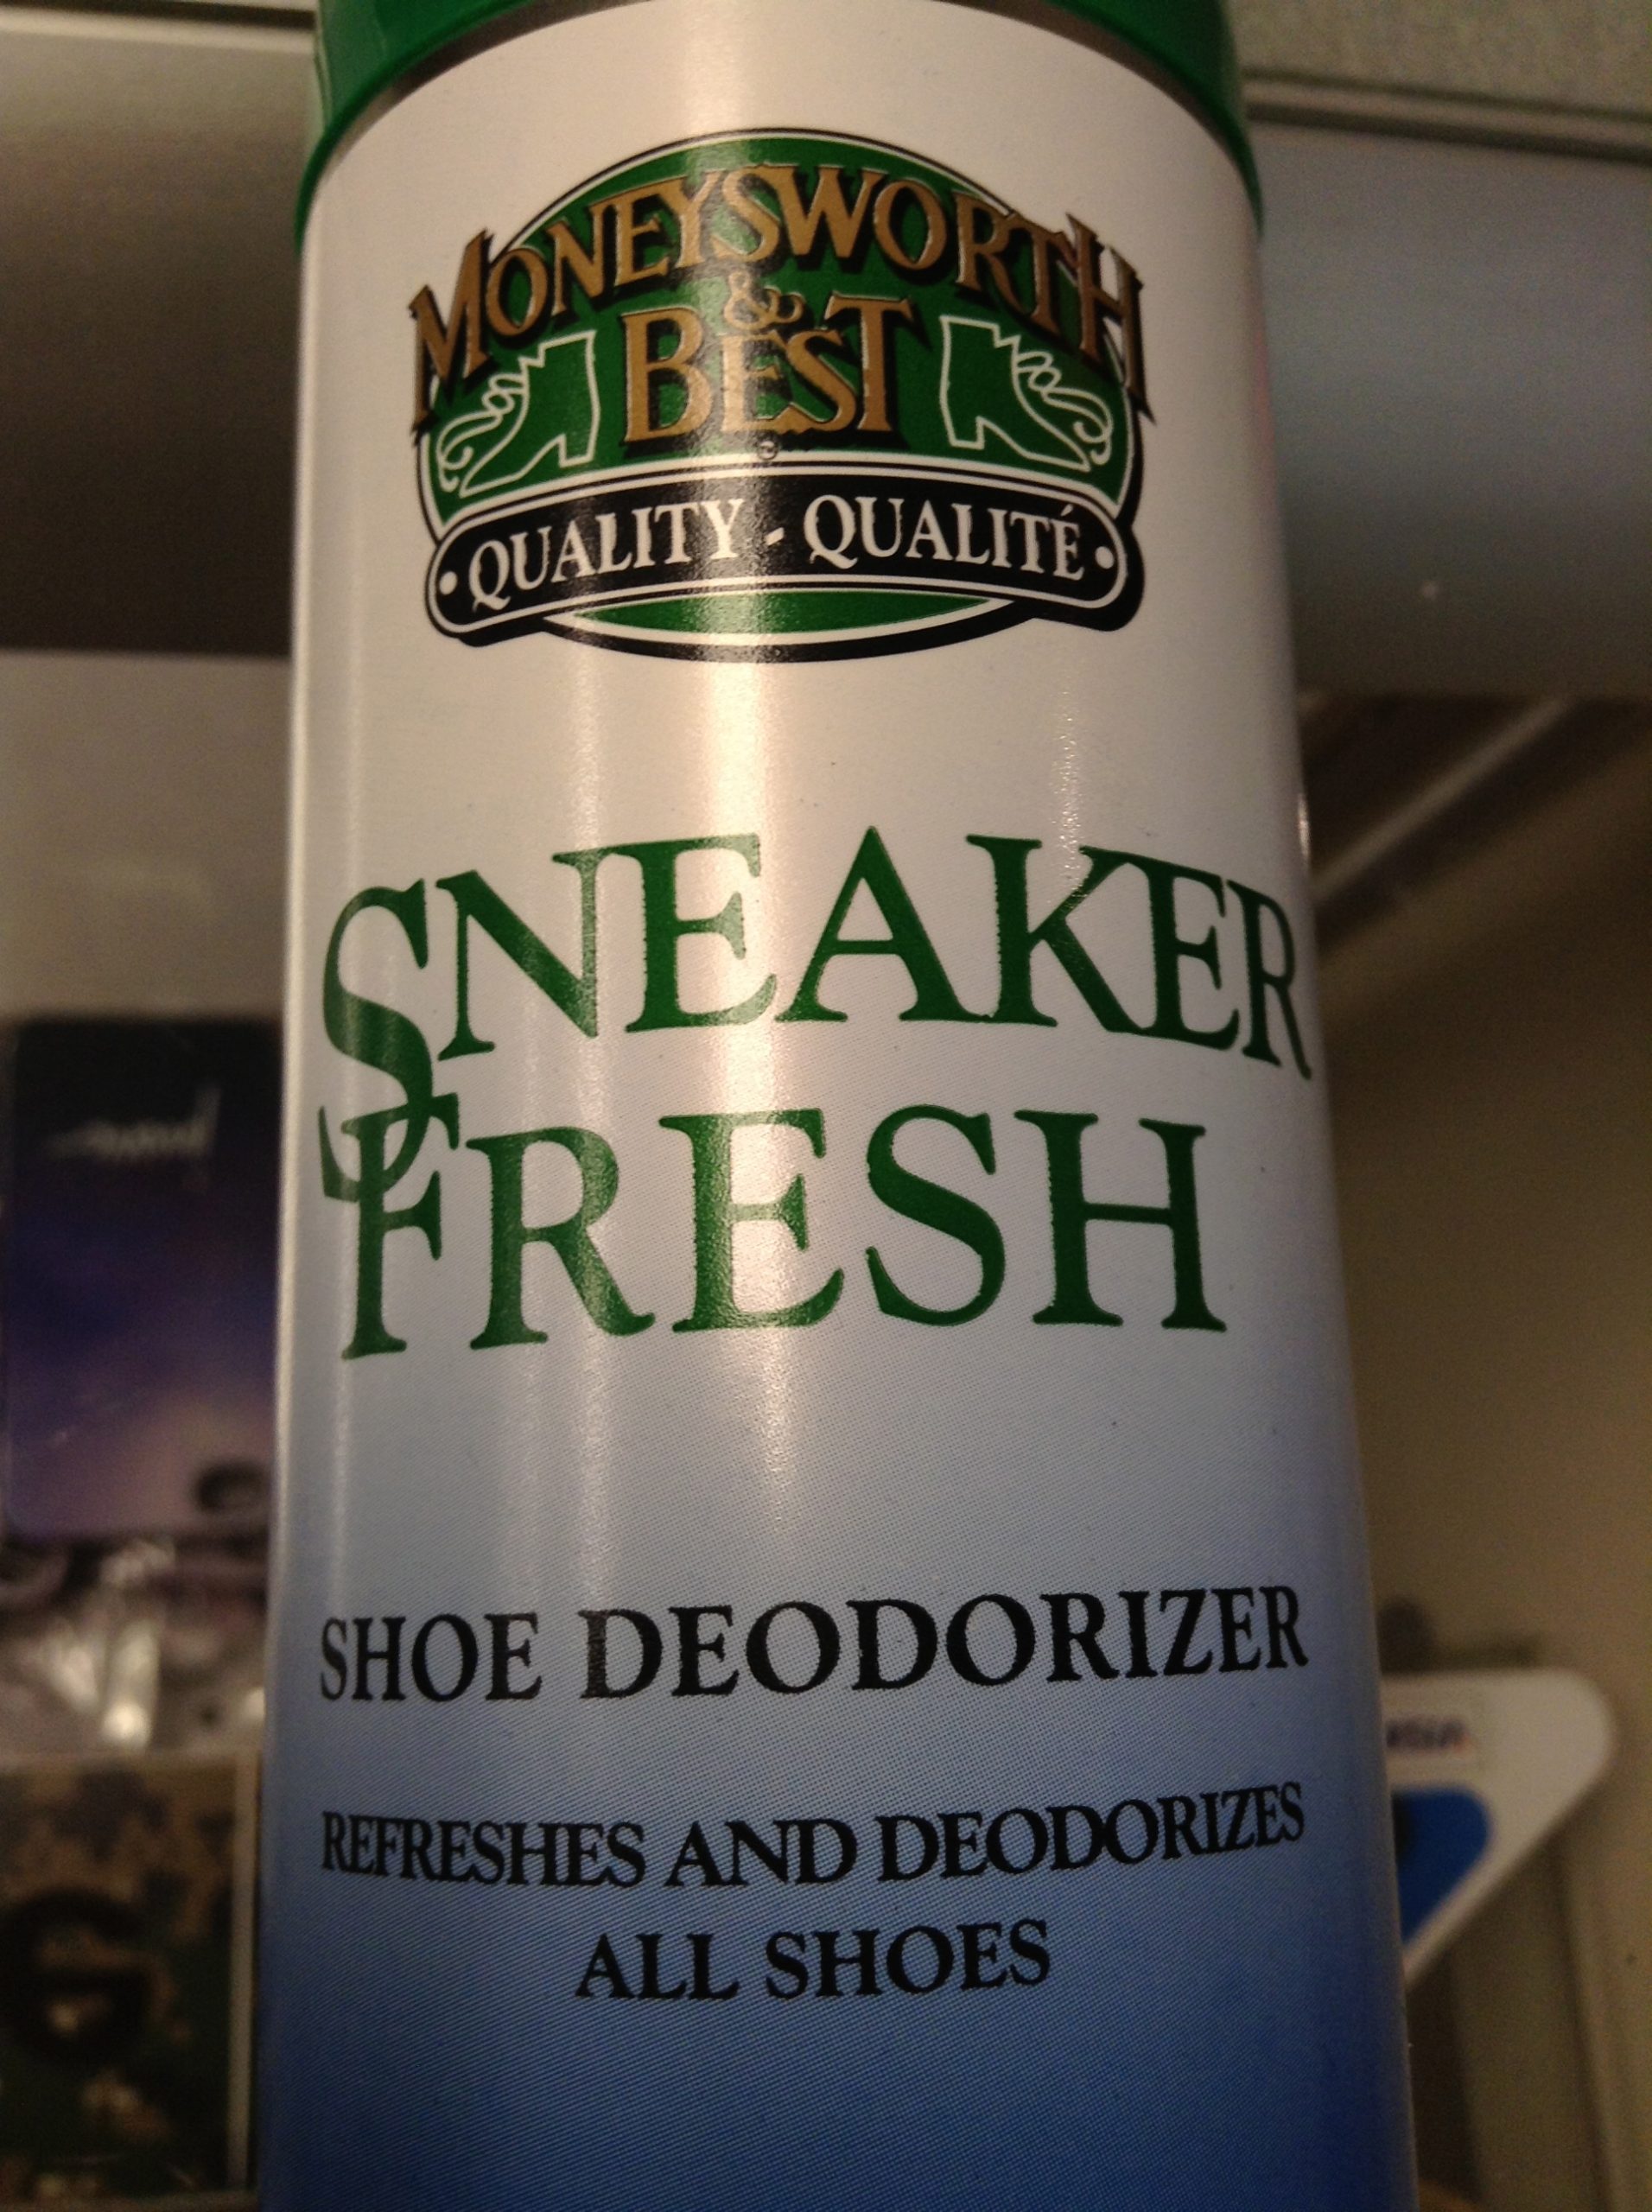 MONEYSWORTH
&
BEST
QUALITY - QUALITÉ
SNEAKER
FRESH
SHOE DEODORIZER
REFRESHES AND DEODORIZES
ALL SHOES
G